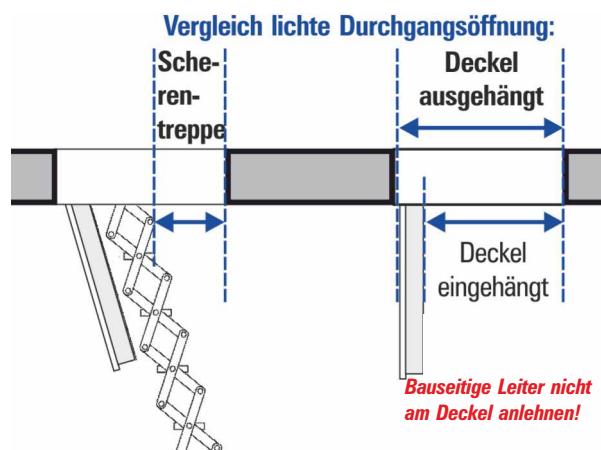 Vergleich lichte Durchgangsöffnung:
Sche-
ren-
treppe
Deckel
ausgehängt
Deckel
eingehängt
Bauseitige Leiter nicht
am Deckel anlehnen!